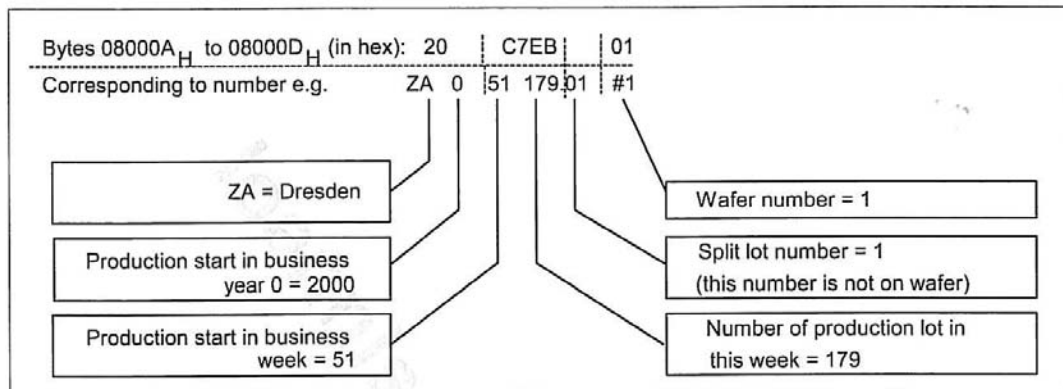 Bytes 08000A H to 08000D H (in hex): 20 C7EB 01
Corresponding to number e.g. ZA 0 51 179.01 #1
ZA = Dresden
Wafer number = 1
Production start in business
year 0 = 2000
Split lot number = 1
(this number is not on wafer)
Production start in business
week = 51
Number of production lot in
this week = 179